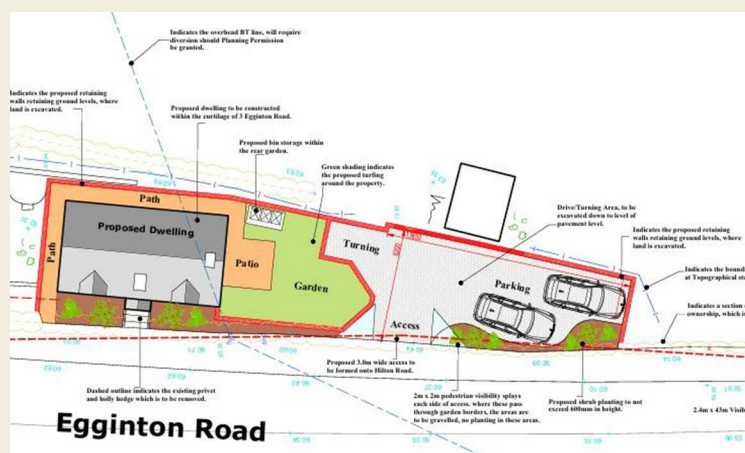 Indicates the overhead BT line, will require
diversion should Planning Permission
be granted.
Indicates the proposed retaining
walls retaining ground levels, where
land is excavated.
Proposed dwelling to be constructed
within the curtilage of 3 Egginton Road.
Proposed bin storage within
the rear garden.
Green shading indicates
the proposed turfing
around the property.
Drive/Turning Area, to be
excavated down to level of
pavement level.
Indicates the proposed retaining
walls retaining ground levels, where
land is excavated.
Indicates the bound
at Topographical sta
Indicates a section
ownership, which is
Path
Path
Proposed Dwelling
Patio
Garden
Turning
Parking
Access
Proposed 3.0m wide access to
be formed onto Hilton Road.
Dashed outline indicates the existing privet
and holly hedge which is to be removed.
2m x 2m pedestrian visibility splays
each side of access. where these pass
through garden borders, the areas are
to be gravelled, no planting in these areas.
Proposed shrub planting to not
exceed 600mm in height.
2.4m x 43m Visib
Egginton Road